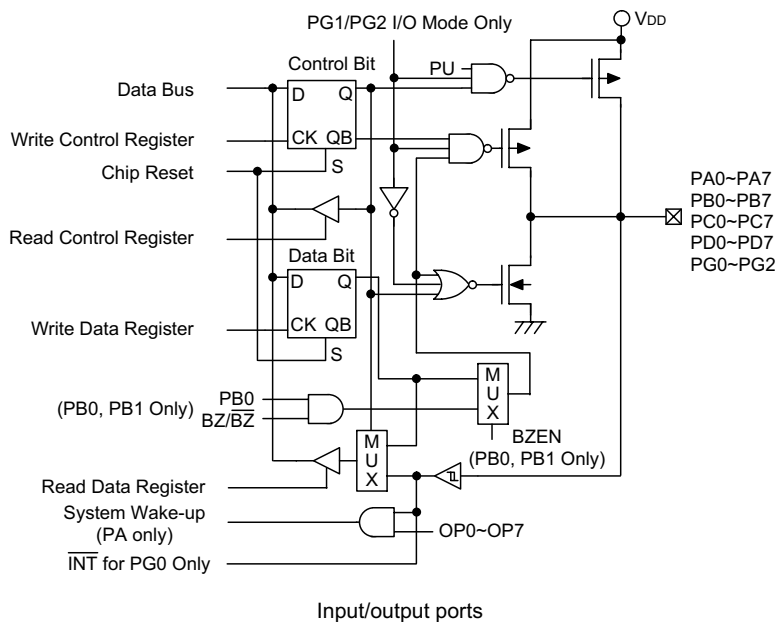 PG1/PG2 I/O Mode Only
VDD
Control Bit
PU
Data Bus
D
Q
Write Control Register
CK
QB
Chip Reset
S
PA0~PA7
PB0~PB7
PC0~PC7
PD0~PD7
PG0~PG2
Read Control Register
Data Bit
D
Q
Write Data Register
CK
QB
S
(PB0, PB1 Only)
PB0
BZ/BZ
MUX
BZEN
(PB0, PB1 Only)
MUX
Read Data Register
System Wake-up
(PA only)
OP0~OP7
INT for PG0 Only
Input/output ports